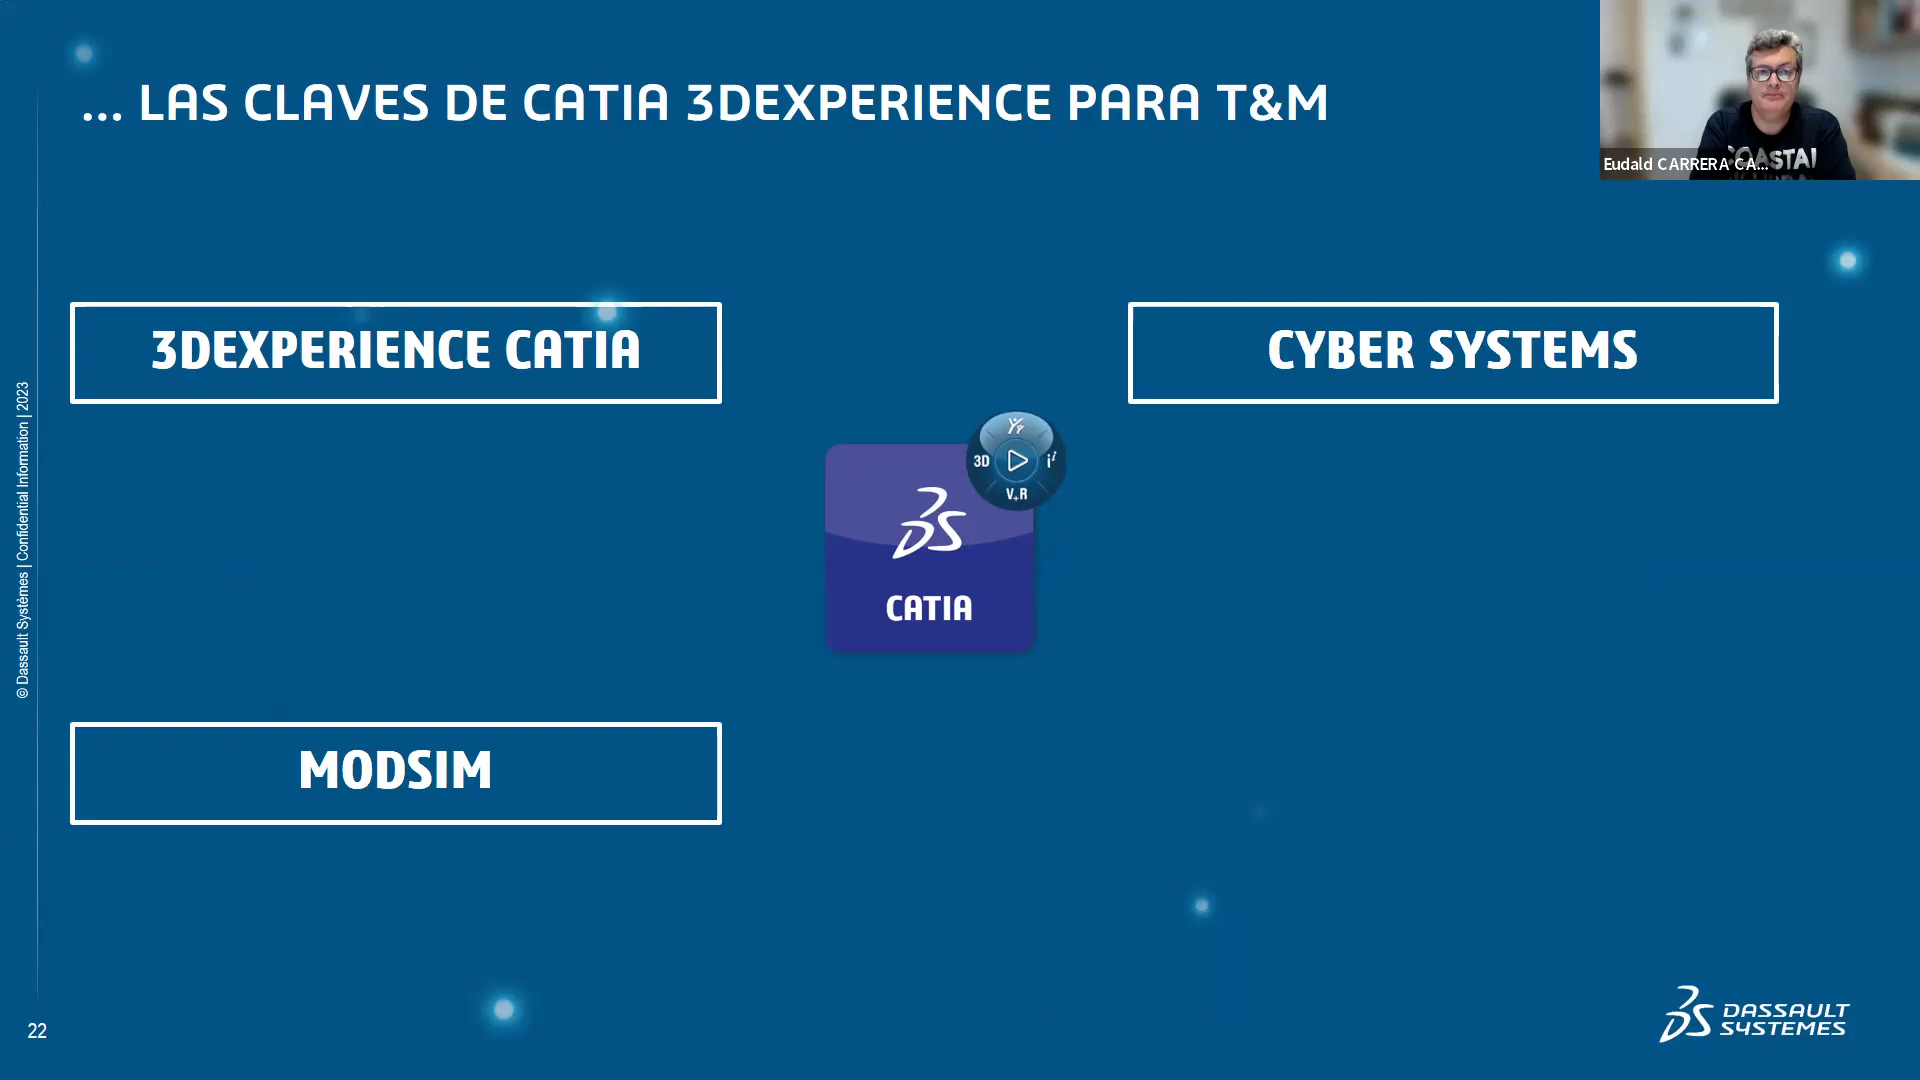 ... LAS CLAVES DE CATIA 3DEXPERIENCE PARA T&M
COASTAL
Eudald CARRERA CA...
3DEXPERIENCE CATIA
CYBER SYSTEMS
3D
i
V+R
CATIA
MODSIM
© Dassault Systèmes | Confidential Information | 2023
22
DASSAULT
SYSTEMES